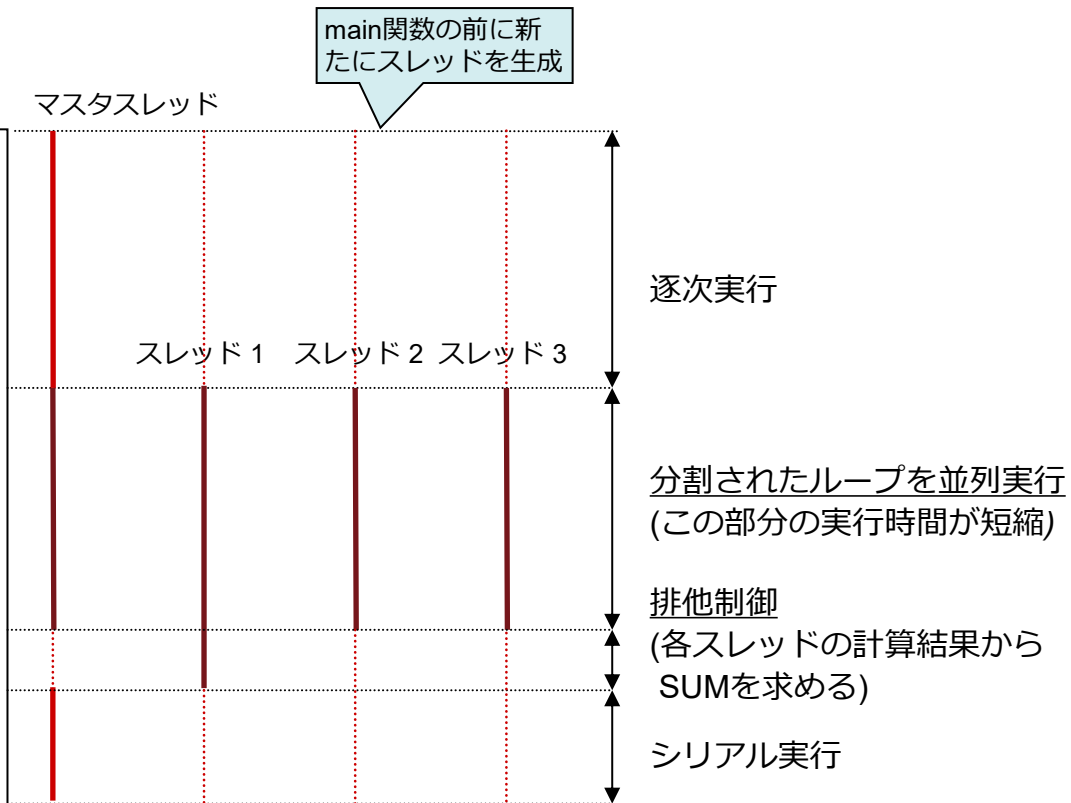 main関数の前に新
たにスレッドを生成
マスタスレッド
逐次実行
スレッド 1
スレッド 2
スレッド 3
分割されたループを並列実行
(この部分の実行時間が短縮)
排他制御
(各スレッドの計算結果から
SUMを求める)
シリアル実行